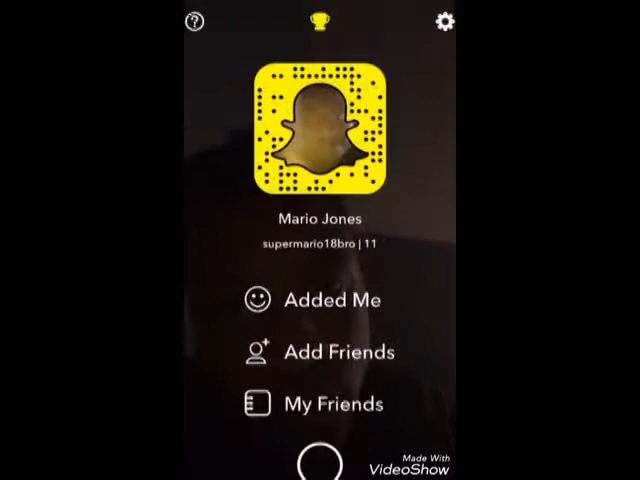 ?
Mario Jones
supermario18bro | 11
Added Me
Add Friends
My Friends
Made With
VideoShow